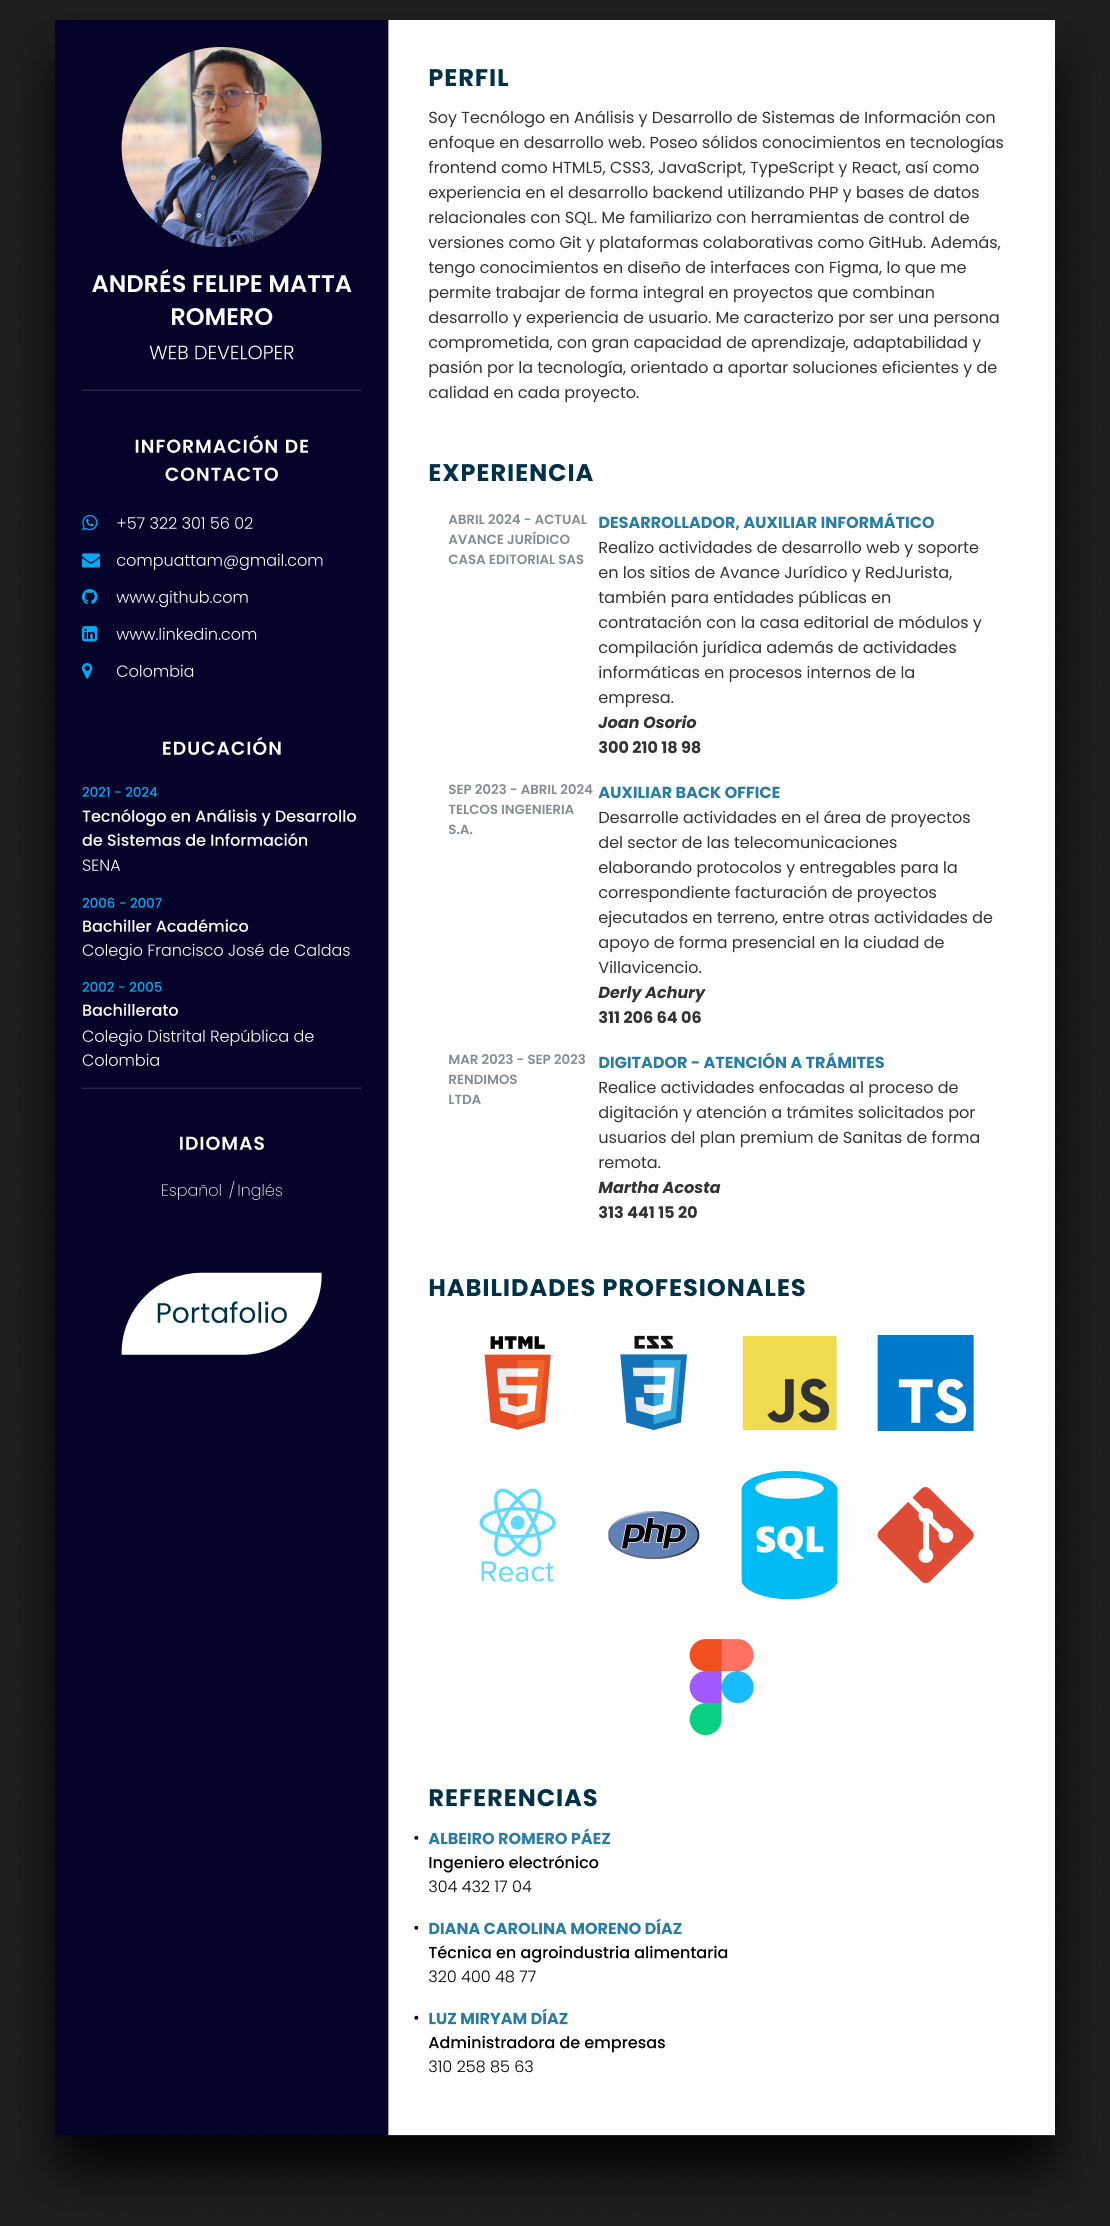 ANDRÉS FELIPE MATTA
ROMERO
WEB DEVELOPER
INFORMACIÓN DE
CONTACTO
+57 322 301 56 02
compuattam@gmail.com
www.github.com
www.linkedin.com
Colombia
EDUCACIÓN
2021 - 2024
Tecnólogo en Análisis y Desarrollo
de Sistemas de Información
SENA
2006 - 2007
Bachiller Académico
Colegio Francisco José de Caldas
2002 - 2005
Bachillerato
Colegio Distrital República de
Colombia
IDIOMAS
Español / Inglés
Portafolio
PERFIL
Soy Tecnólogo en Análisis y Desarrollo de Sistemas de Información con
enfoque en desarrollo web. Poseo sólidos conocimientos en tecnologías
frontend como HTML5, CSS3, JavaScript, TypeScript y React, así como
experiencia en el desarrollo backend utilizando PHP y bases de datos
relacionales con SQL. Me familiarizo con herramientas de control de
versiones como Git y plataformas colaborativas como GitHub. Además,
tengo conocimientos en diseño de interfaces con Figma, lo que me
permite trabajar de forma integral en proyectos que combinan
desarrollo y experiencia de usuario. Me caracterizo por ser una persona
comprometida, con gran capacidad de aprendizaje, adaptabilidad y
pasión por la tecnología, orientado a aportar soluciones eficientes y de
calidad en cada proyecto.
EXPERIENCIA
ABRIL 2024 - ACTUAL
AVANCE JURÍDICO
CASA EDITORIAL SAS
DESARROLLADOR, AUXILIAR INFORMÁTICO
Realizo actividades de desarrollo web y soporte
en los sitios de Avance Jurídico y RedJurista,
también para entidades públicas en
contratación con la casa editorial de módulos y
compilación jurídica además de actividades
informáticas en procesos internos de la
empresa.
Joan Osorio
300 210 18 98
SEP 2023 - ABRIL 2024
TELCOS INGENIERIA
S.A.
AUXILIAR BACK OFFICE
Desarrolle actividades en el área de proyectos
del sector de las telecomunicaciones
elaborando protocolos y entregables para la
correspondiente facturación de proyectos
ejecutados en terreno, entre otras actividades de
apoyo de forma presencial en la ciudad de
Villavicencio.
Derly Achury
311 206 64 06
MAR 2023 - SEP 2023
RENDIMOS
LTDA
DIGITADOR - ATENCIÓN A TRÁMITES
Realice actividades enfocadas al proceso de
digitación y atención a trámites solicitados por
usuarios del plan premium de Sanitas de forma
remota.
Martha Acosta
313 441 15 20
HABILIDADES PROFESIONALES
HTML
5
CSS
3
JS
TS
React
php
SQL
REFERENCIAS
• ALBEIRO ROMERO PÁEZ
Ingeniero electrónico
304 432 17 04
• DIANA CAROLINA MORENO DÍAZ
Técnica en agroindustria alimentaria
320 400 48 77
• LUZ MIRYAM DÍAZ
Administradora de empresas
310 258 85 63